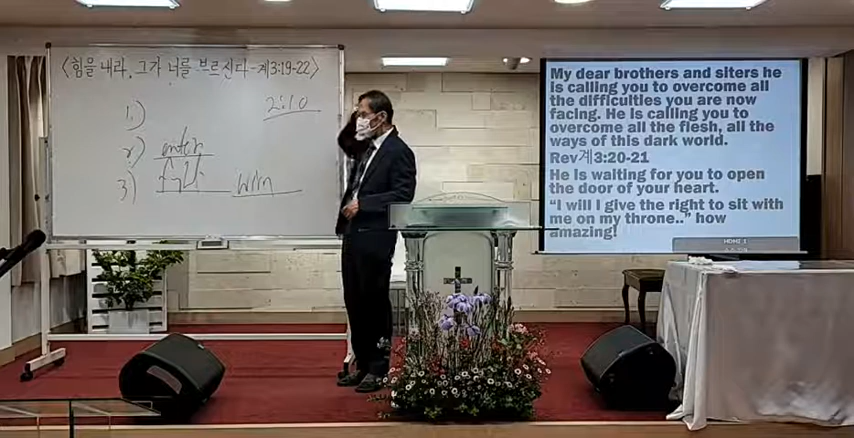 〈힘을 내라, 그가 너를 부르신다-계3:19-22〉
1)
2:10
2) enter
3)
win
My dear brothers and siters he
is calling you to overcome all
the difficulties you are now
facing. He is calling you to
overcome all the flesh, all the
ways of this dark world.
Rev계3:20-21
He is waiting for you to open
the door of your heart.
“I will I give the right to sit with
me on my throne..” how
amazing!
HDMI 1